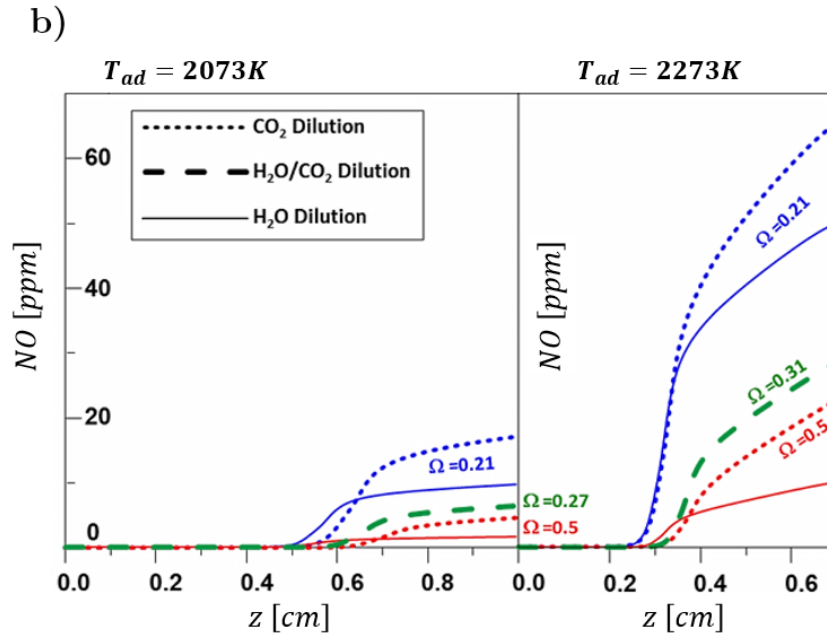 b)
T_ad = 2073K
T_ad = 2273K
CO₂ Dilution
H₂O/CO₂ Dilution
H₂O Dilution
60
40
20
0
NO [ppm]
Ω =0.21
Ω =0.27
Ω =0.5
0.0 0.2 0.4 0.6 0.8
z [cm]
NO [ppm]
Ω =0.21
Ω =0.31
Ω =0.5
0.0 0.2 0.4 0.6
z [cm]